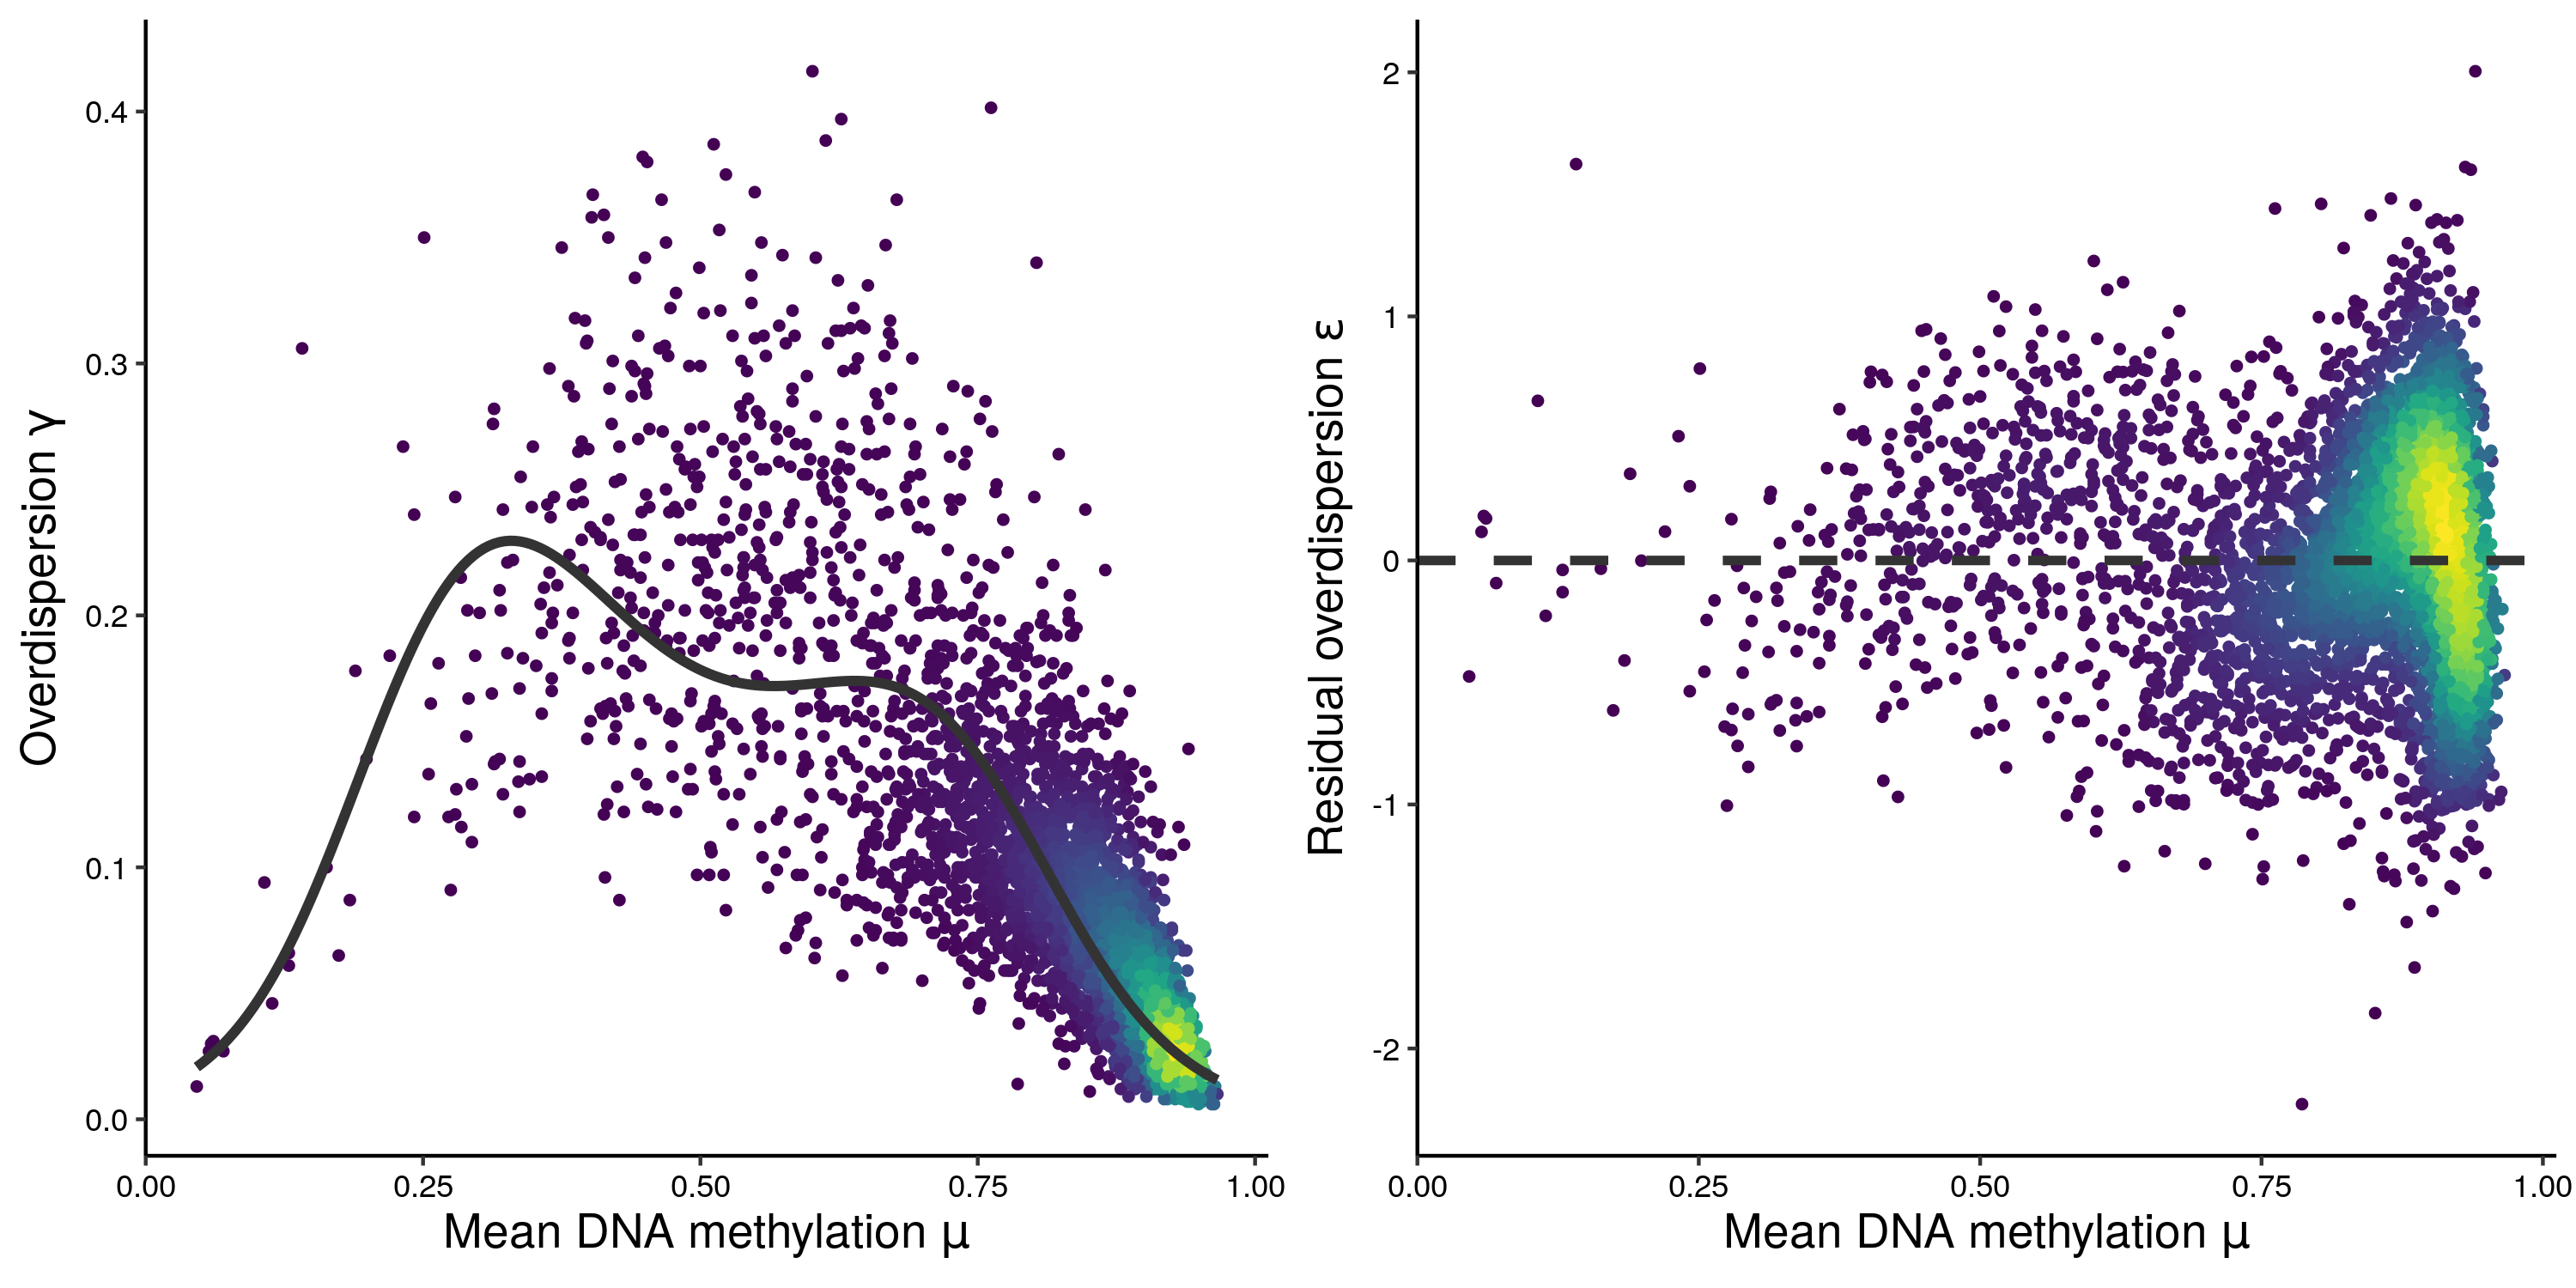 Overdispersion γ
0.4
0.3
0.2
0.1
0.0
0.00 0.25 0.50 0.75 1.00
Mean DNA methylation μ
Residual overdispersion ε
2
1
0
-1
-2
0.00 0.25 0.50 0.75 1.00
Mean DNA methylation μ